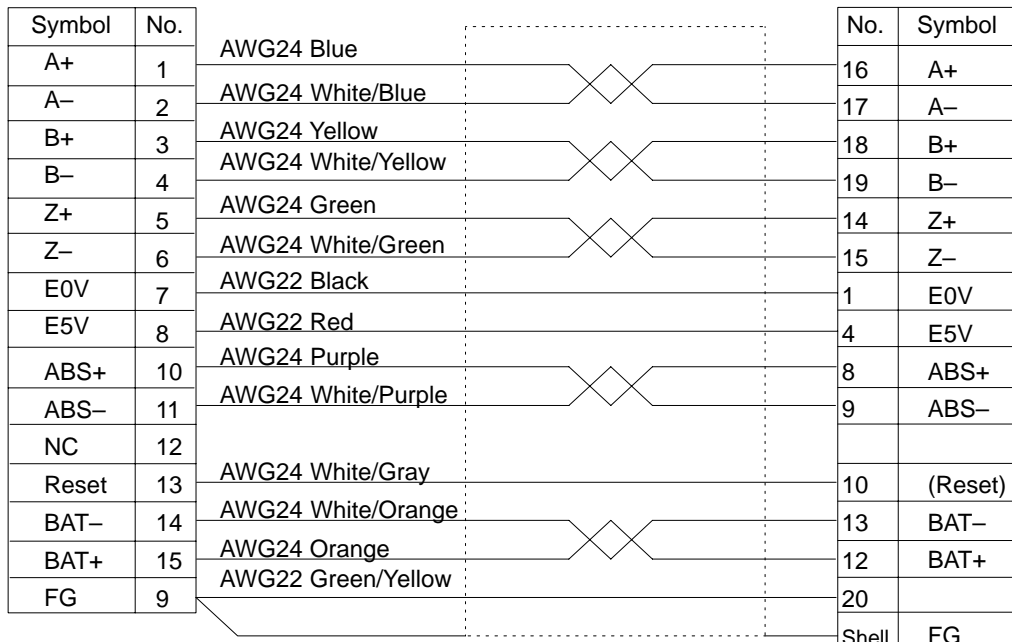 Symbol No. No. Symbol
A+ 1 AWG24 Blue 16 A+
A– 2 AWG24 White/Blue 17 A–
B+ 3 AWG24 Yellow 18 B+
B– 4 AWG24 White/Yellow 19 B–
Z+ 5 AWG24 Green 14 Z+
Z– 6 AWG24 White/Green 15 Z–
E0V 7 AWG22 Black 1 E0V
E5V 8 AWG22 Red 4 E5V
ABS+ 10 AWG24 Purple 8 ABS+
ABS– 11 AWG24 White/Purple 9 ABS–
NC 12
Reset 13 AWG24 White/Gray 10 (Reset)
BAT– 14 AWG24 White/Orange 13 BAT–
BAT+ 15 AWG24 Orange 12 BAT+
FG 9 AWG22 Green/Yellow 20
Shell FG